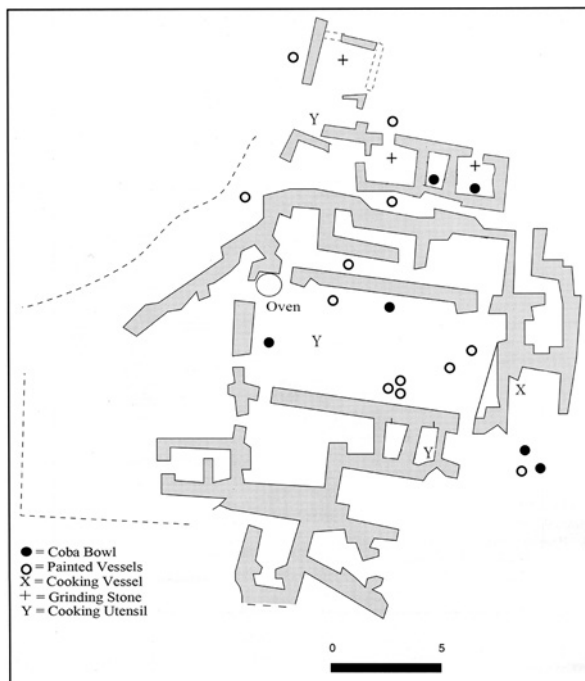 Y
Oven
Y
X
Y
● = Coba Bowl
○ = Painted Vessels
X = Cooking Vessel
+ = Grinding Stone
Y = Cooking Utensil
0 5